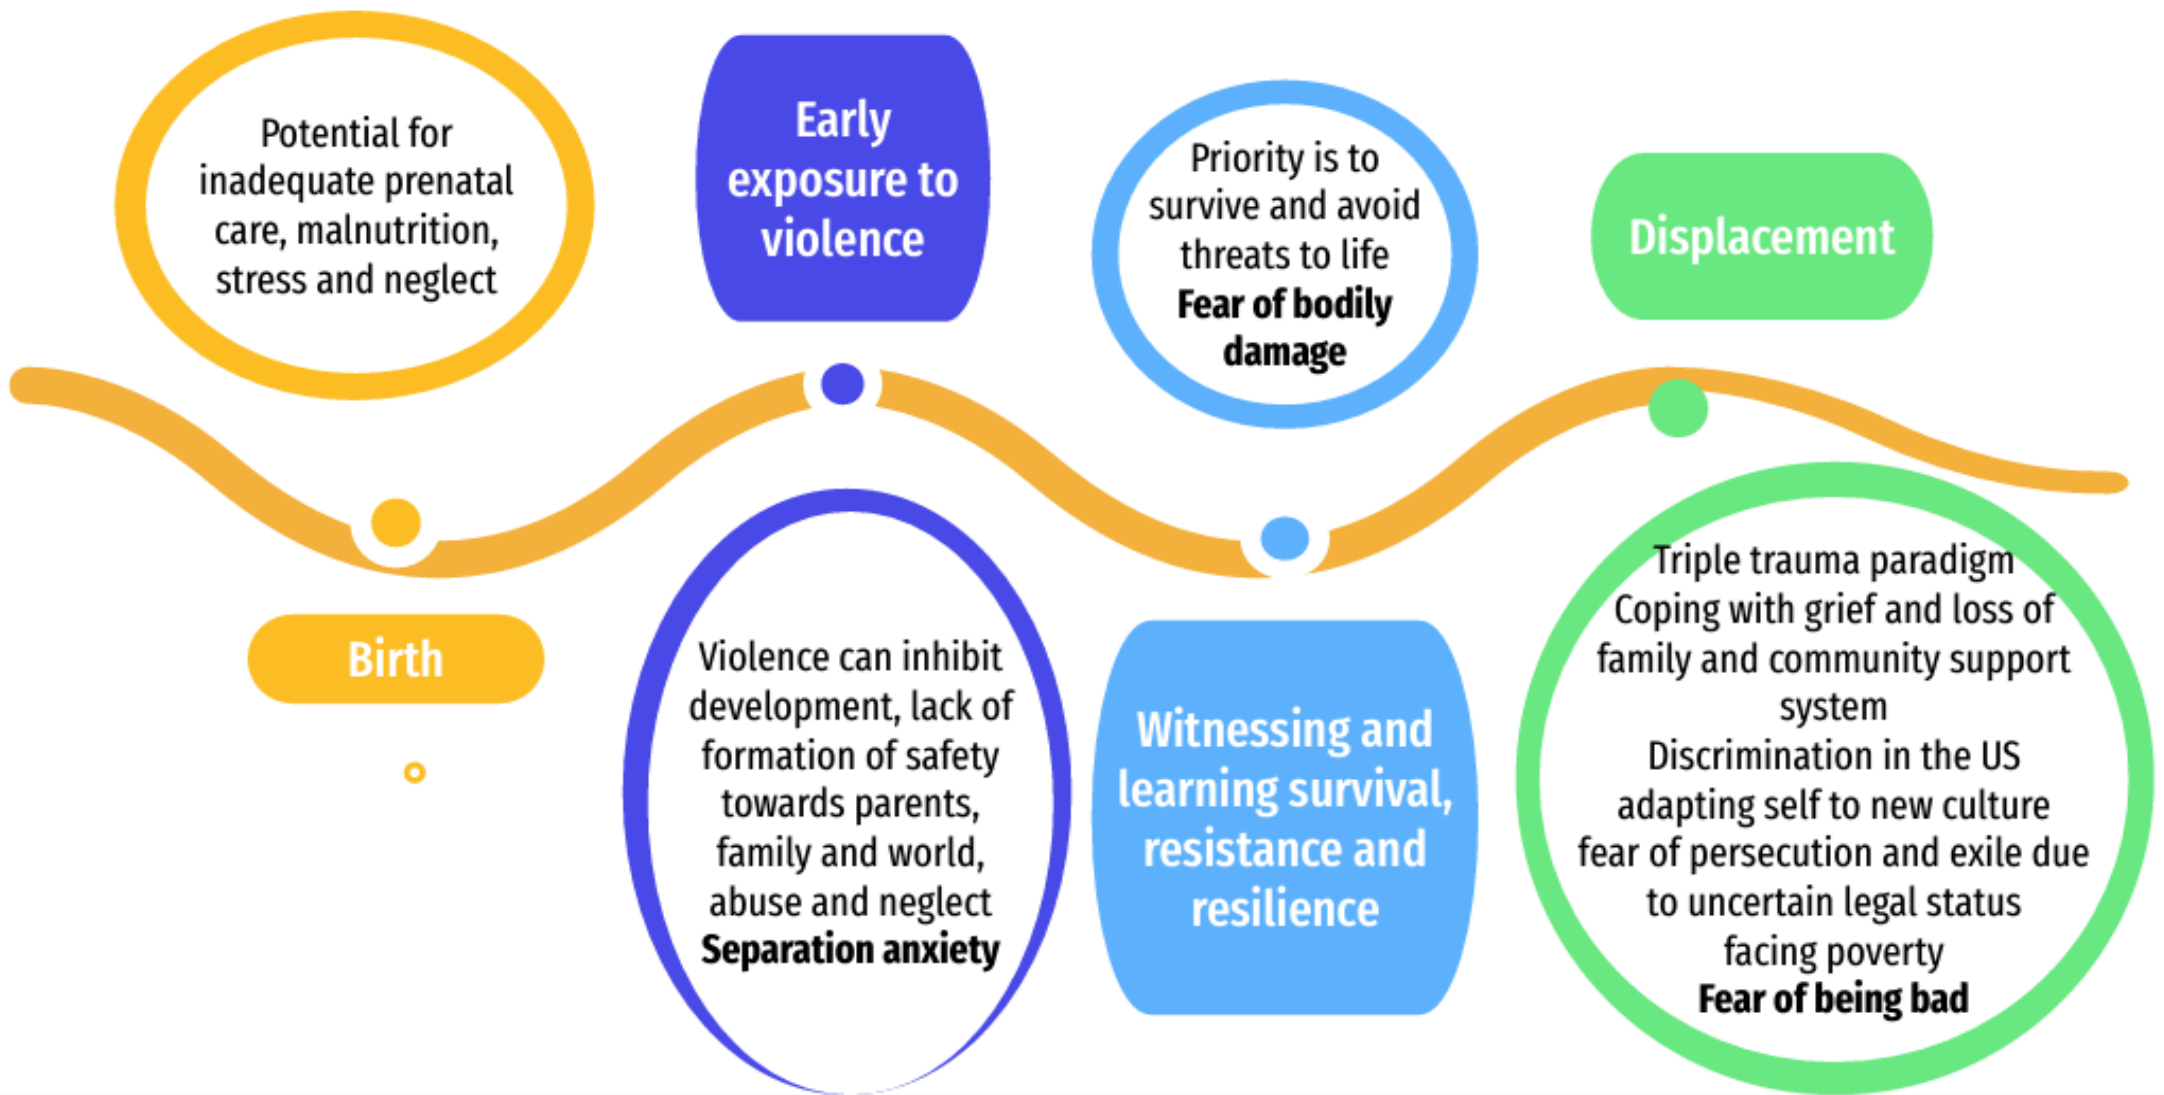 Potential for
inadequate prenatal
care, malnutrition,
stress and neglect
Birth
Early
exposure to
violence
Violence can inhibit
development, lack of
formation of safety
towards parents,
family and world,
abuse and neglect
Separation anxiety
Priority is to
survive and avoid
threats to life
Fear of bodily
damage
Witnessing and
learning survival,
resistance and
resilience
Displacement
Triple trauma paradigm
Coping with grief and loss of
family and community support
system
Discrimination in the US
adapting self to new culture
fear of persecution and exile due
to uncertain legal status
facing poverty
Fear of being bad